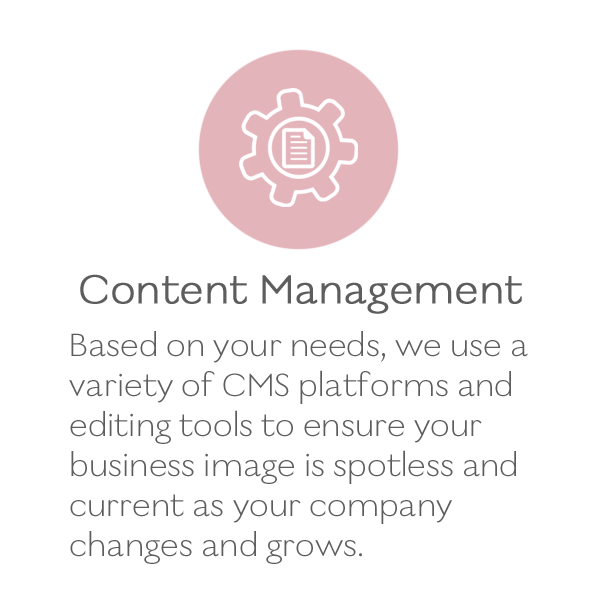 Content Management
Based on your needs, we use a
variety of CMS platforms and
editing tools to ensure your
business image is spotless and
current as your company
changes and grows.